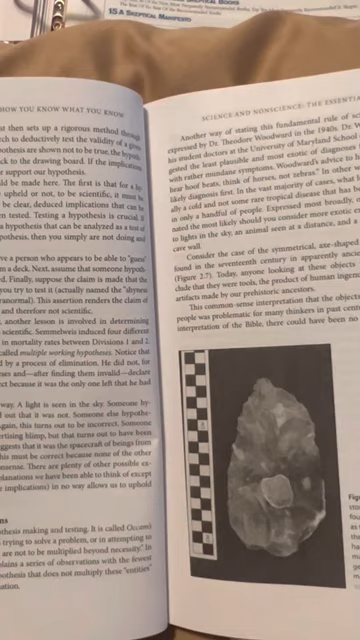 15 A SKEPTICAL MANIFESTO
HOW YOU KNOW WHAT YOU KNOW
then sets up a rigorous method through
ch to deductively test the validity of a given
pothesis are shown not to be true, the
ck to the drawing board. If the implications
support our hypothesis.
uld be made here. The first is that for a
upheld or not, to be scientific, it must
be clear, deduced implications that can be
en tested. Testing a hypothesis is crucial. If
a hypothesis that can be analyzed as a test of
pothesis, then you simply are not doing
ve a person who appears to be able to "guess"
m a deck. Next, assume that someone hypoth-
d. Finally, suppose the claim is made that the
you try to test it (actually named the "shyness
ranormal). This assertion renders the claim of
and therefore not scientific.
, another lesson is involved in determining
scientific. Semmelweis induced four different
in mortality rates between Divisions 1 and 2.
called multiple working hypotheses. Notice that
by a process of elimination. He did not, for
ses and—after finding them invalid—declare
ct because it was the only one left that he had
way. A light is seen in the sky. Someone hy-
out that it was not. Someone else hypothe-
gain, this turns out to be incorrect. Someone
ertising blimp, but that turns out to have been
uggests that it was the spacecraft of beings from
his must be correct because none of the other
nsense. There are plenty of other possible ex-
planations we have been able to think of except
e implications) in no way allows us to uphold
ns
othesis making and testing. It is called Occam's
trying to solve a problem, or in attempting to
are not to be multiplied beyond necessity." In
plains a series of observations with the fewest
pothesis that does not multiply these "entities"
ation.
SCIENCE AND NONSCIENCE: THE ESSENTIA
Another way of stating this fundamental rule of sci
expressed by Dr. Theodore Woodward in the 1940s. Dr. W
his student doctors at the University of Maryland School
gested the least plausible and most exotic of diagnoses
with rather mundane symptoms. Woodward's advice to
hear hoof beats, think of horses, not zebras." In other w
likely diagnosis first. In the vast majority of cases, what
ally a cold and not some rare tropical disease that has
in only a handful of people. Expressed most broadly,
nated the most likely should you consider more exotic
to lights in the sky, an animal seen at a distance, and a
cave wall.
Consider the case of the symmetrical, axe-shaped
found in the seventeenth century in apparently ancien
(Figure 2.7). Today, anyone looking at these objects
clude that they were tools, the product of human ingenu
artifacts made by our prehistoric ancestors.
This common-sense interpretation that the objects
people was problematic for many thinkers in past centu
interpretation of the Bible, there could have been no
Figu